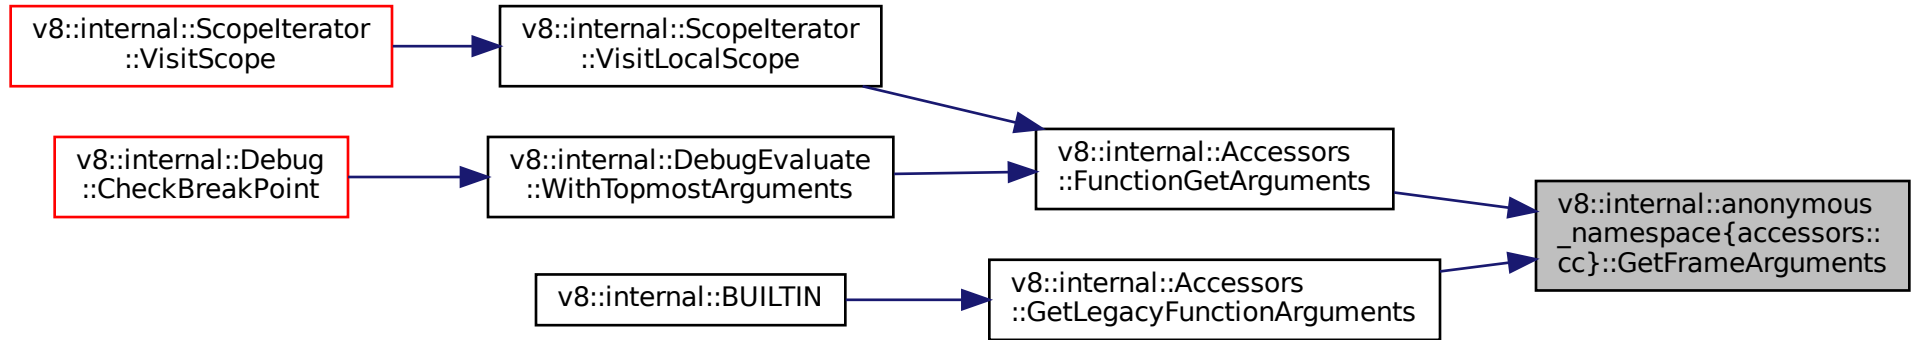 v8::internal::ScopeIterator
::VisitScope
v8::internal::ScopeIterator
::VisitLocalScope
v8::internal::Debug
::CheckBreakPoint
v8::internal::DebugEvaluate
::WithTopmostArguments
v8::internal::Accessors
::FunctionGetArguments
v8::internal::anonymous
_namespace{accessors::
cc}::GetFrameArguments
v8::internal::BUILTIN
v8::internal::Accessors
::GetLegacyFunctionArguments